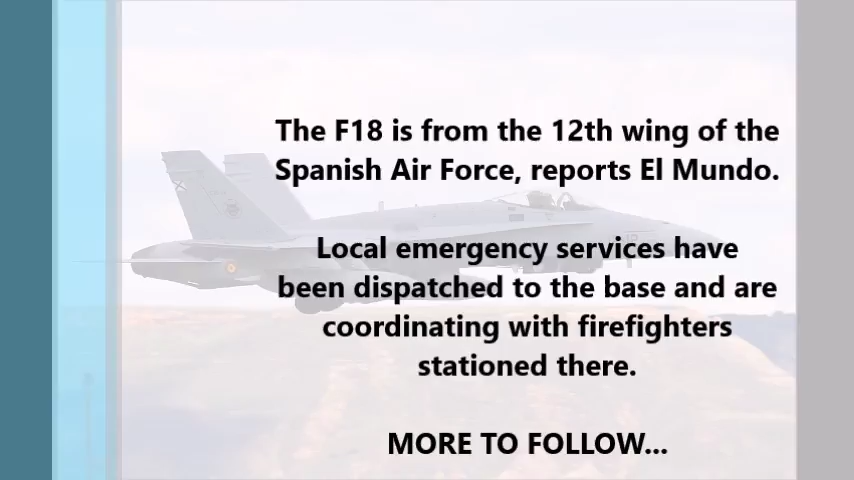 The F18 is from the 12th wing of the
Spanish Air Force, reports El Mundo.
Local emergency services have
been dispatched to the base and are
coordinating with firefighters
stationed there.
MORE TO FOLLOW...